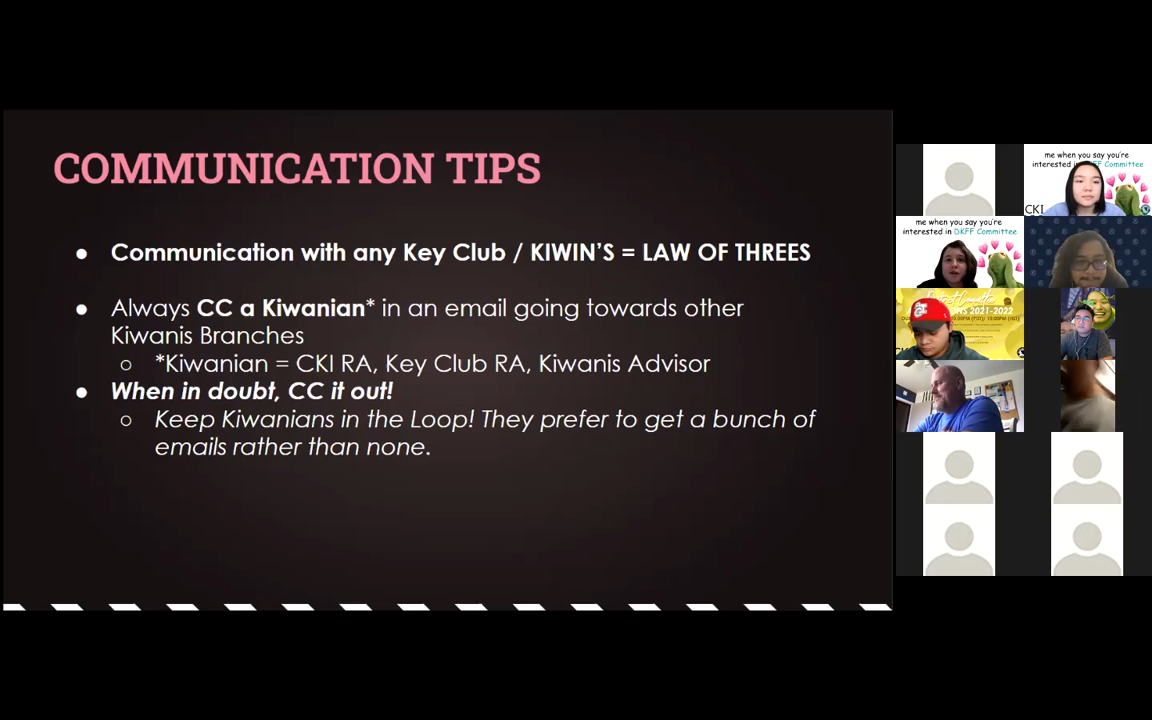 COMMUNICATION TIPS
● Communication with any Key Club / KIWIN'S = LAW OF THREES
● Always CC a Kiwanian* in an email going towards other
Kiwanis Branches
○ *Kiwanian = CKI RA, Key Club RA, Kiwanis Advisor
● When in doubt, CC it out!
○ Keep Kiwanians in the Loop! They prefer to get a bunch of
emails rather than none.
me when you say you're
interested in Committee
CKI
me when you say you're
interested in DKFF Committee
2021-2022